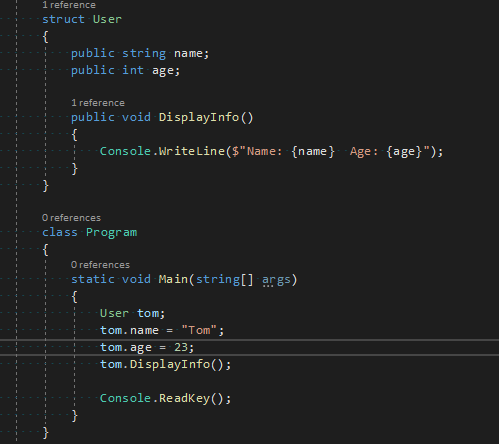 1 reference
struct User
{
public string name;
public int age;
1 reference
public void DisplayInfo()
{
Console.WriteLine($"Name: {name}  Age: {age}");
}
}
0 references
class Program
{
0 references
static void Main(string[] args)
{
User tom;
tom.name = "Tom";
tom.age = 23;
tom.DisplayInfo();
Console.ReadKey();
}
}